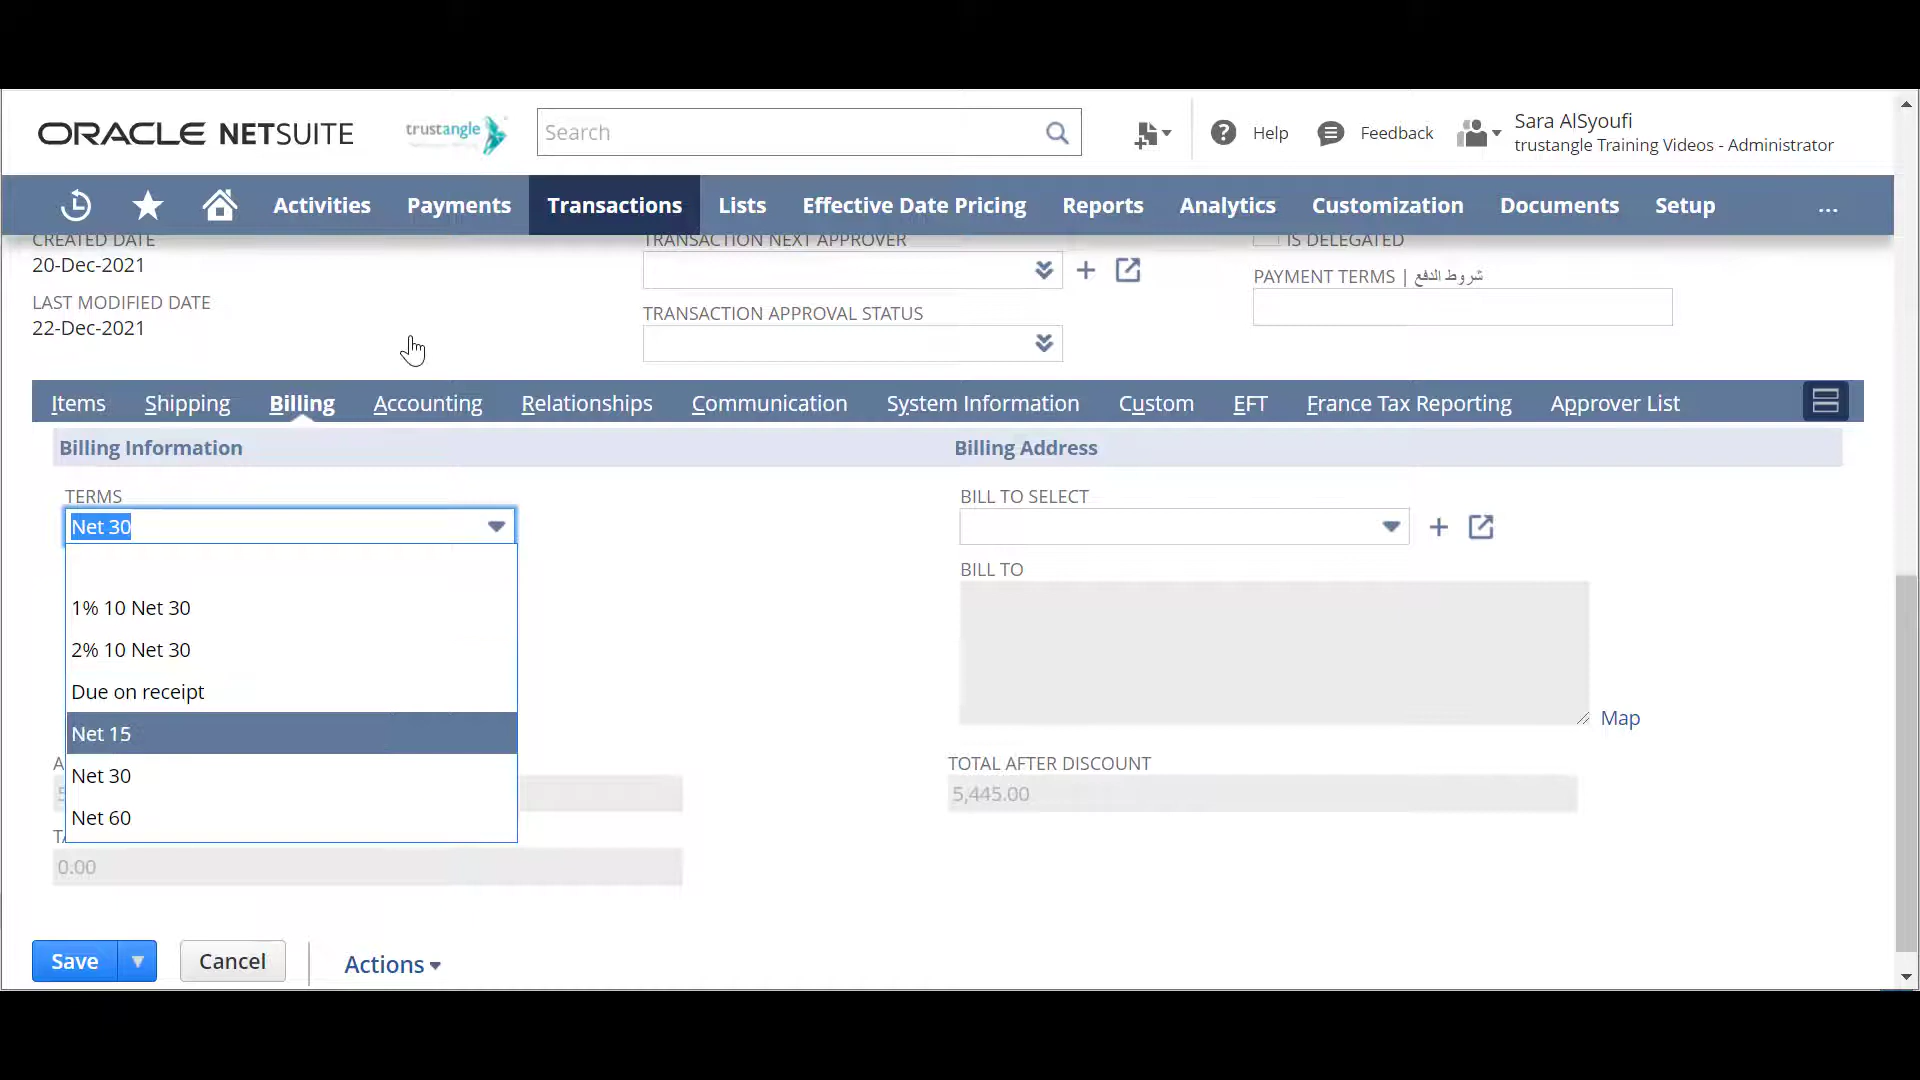 ORACLE NETSUITE
trustangle
Search
Help
Feedback
Sara AlSyoufi
trustangle Training Videos - Administrator
Activities
Payments
Transactions
Lists
Effective Date Pricing
Reports
Analytics
Customization
Documents
Setup
...
CREATED DATE
20-Dec-2021
LAST MODIFIED DATE
22-Dec-2021
TRANSACTION NEXT APPROVER
TRANSACTION APPROVAL STATUS
IS DELEGATED
PAYMENT TERMS | شروط الدفع
Items
Shipping
Billing
Accounting
Relationships
Communication
System Information
Custom
EFT
France Tax Reporting
Approver List
Billing Information
TERMS
Net 30
1% 10 Net 30
2% 10 Net 30
Due on receipt
Net 15
Net 30
Net 60
0.00
Billing Address
BILL TO SELECT
BILL TO
Map
TOTAL AFTER DISCOUNT
5,445.00
Save
Cancel
Actions